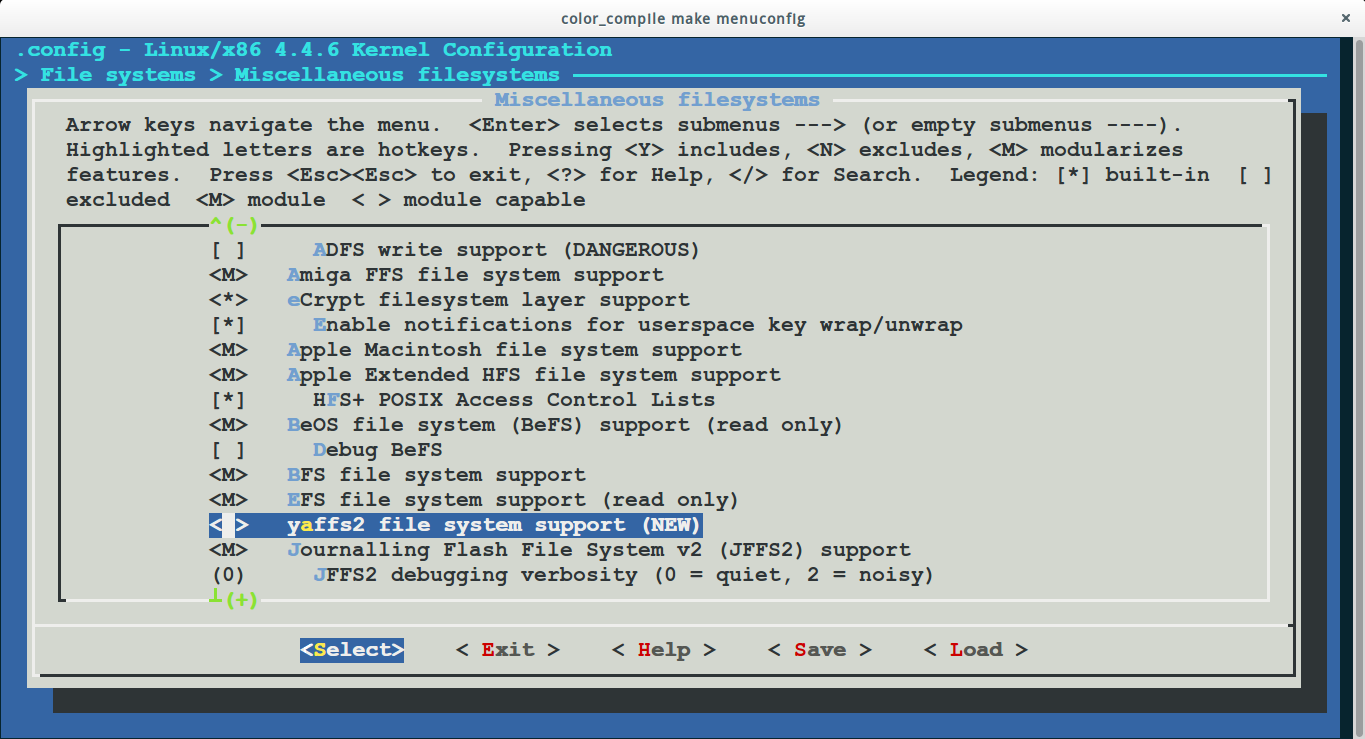 color_compile make menuconfig ×
.config - Linux/x86 4.4.6 Kernel Configuration
> File systems > Miscellaneous filesystems
Miscellaneous filesystems
Arrow keys navigate the menu.  <Enter> selects submenus ---> (or empty submenus ----).
Highlighted letters are hotkeys.  Pressing <Y> includes, <N> excludes, <M> modularizes
features.  Press <Esc><Esc> to exit, <?> for Help, </> for Search.  Legend: [*] built-in  [ ]
excluded  <M> module  < > module capable
^(-)
[ ]     ADFS write support (DANGEROUS)
<M>   Amiga FFS file system support
<*>   eCrypt filesystem layer support
[*]     Enable notifications for userspace key wrap/unwrap
<M>   Apple Macintosh file system support
<M>   Apple Extended HFS file system support
[*]     HFS+ POSIX Access Control Lists
<M>   BeOS file system (BeFS) support (read only)
[ ]     Debug BeFS
<M>   BFS file system support
<M>   EFS file system support (read only)
< >   yaffs2 file system support (NEW)
<M>   Journalling Flash File System v2 (JFFS2) support
(0)     JFFS2 debugging verbosity (0 = quiet, 2 = noisy)
┴(+)
<Select>    < Exit >    < Help >    < Save >    < Load >